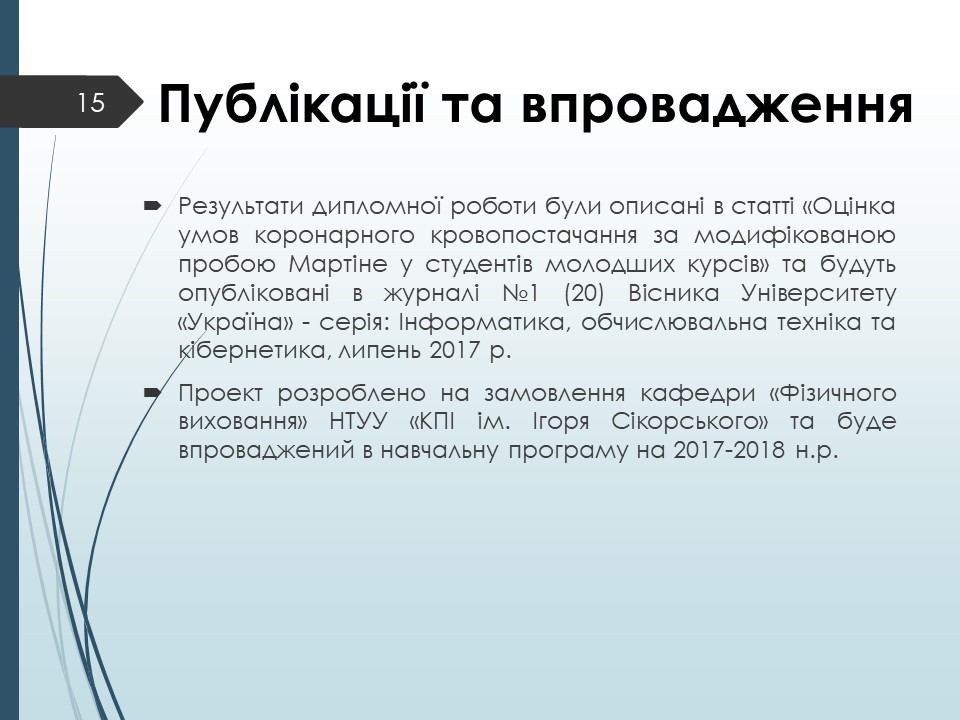 15
Публікації та впровадження
Результати дипломної роботи були описані в статті «Оцінка
умов коронарного кровопостачання за модифікованою
пробою Мартіне у студентів молодших курсів» та будуть
опубліковані в журналі №1 (20) Вісника Університету
«Україна» - серія: Інформатика, обчислювальна техніка та
кібернетика, липень 2017 р.
Проект розроблено на замовлення кафедри «Фізичного
виховання» НТУУ «КПІ ім. Ігоря Сікорського» та буде
впроваджений в навчальну програму на 2017-2018 н.р.